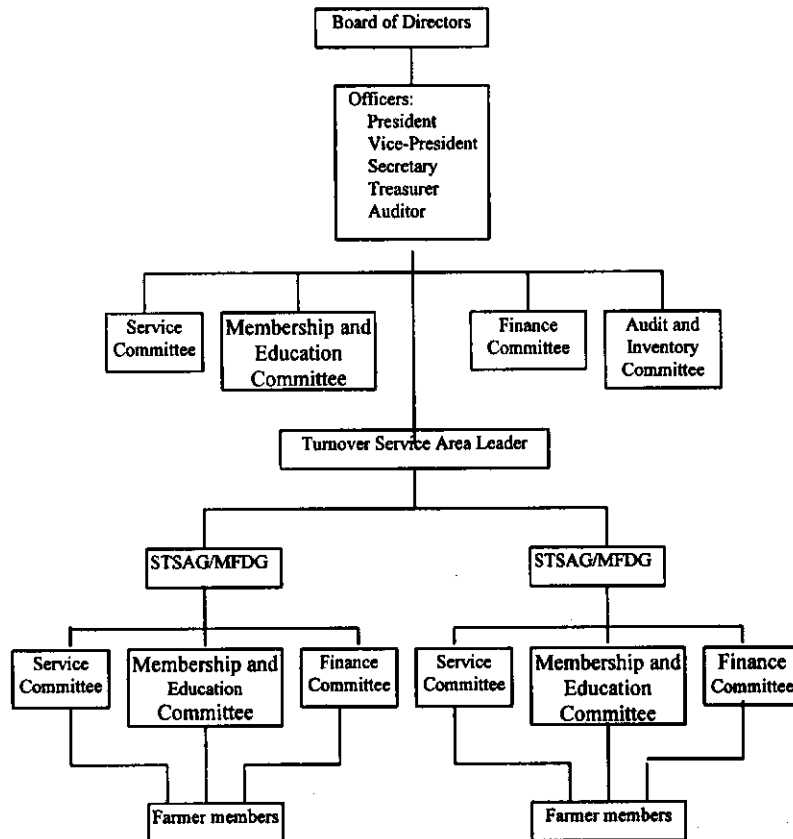 Board of Directors
Officers:
President
Vice-President
Secretary
Treasurer
Auditor
Service
Committee
Membership and
Education
Committee
Finance
Committee
Audit and
Inventory
Committee
Turnover Service Area Leader
STSAG/MFDG
STSAG/MFDG
Service
Committee
Membership and
Education
Committee
Finance
Committee
Service
Committee
Membership and
Education
Committee
Finance
Committee
Farmer members
Farmer members